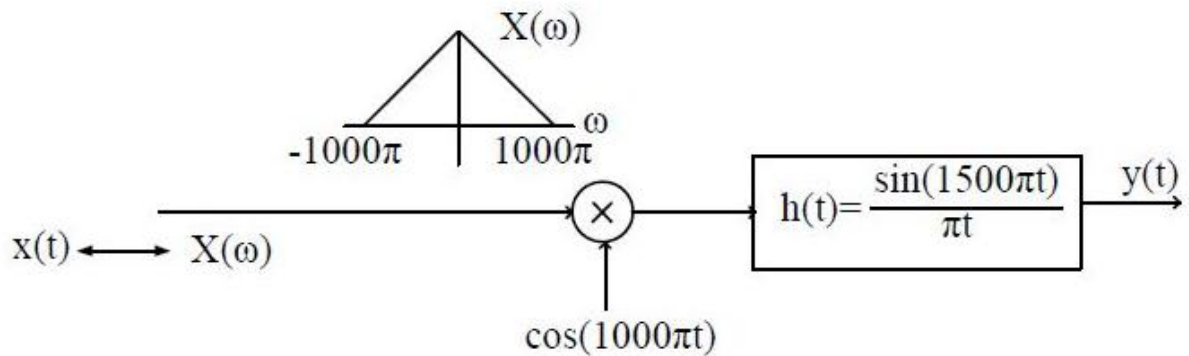 X(ω)
ω
-1000π 1000π
h(t)= sin(1500πt)
πt
y(t)
x(t) X(ω)
cos(1000πt)